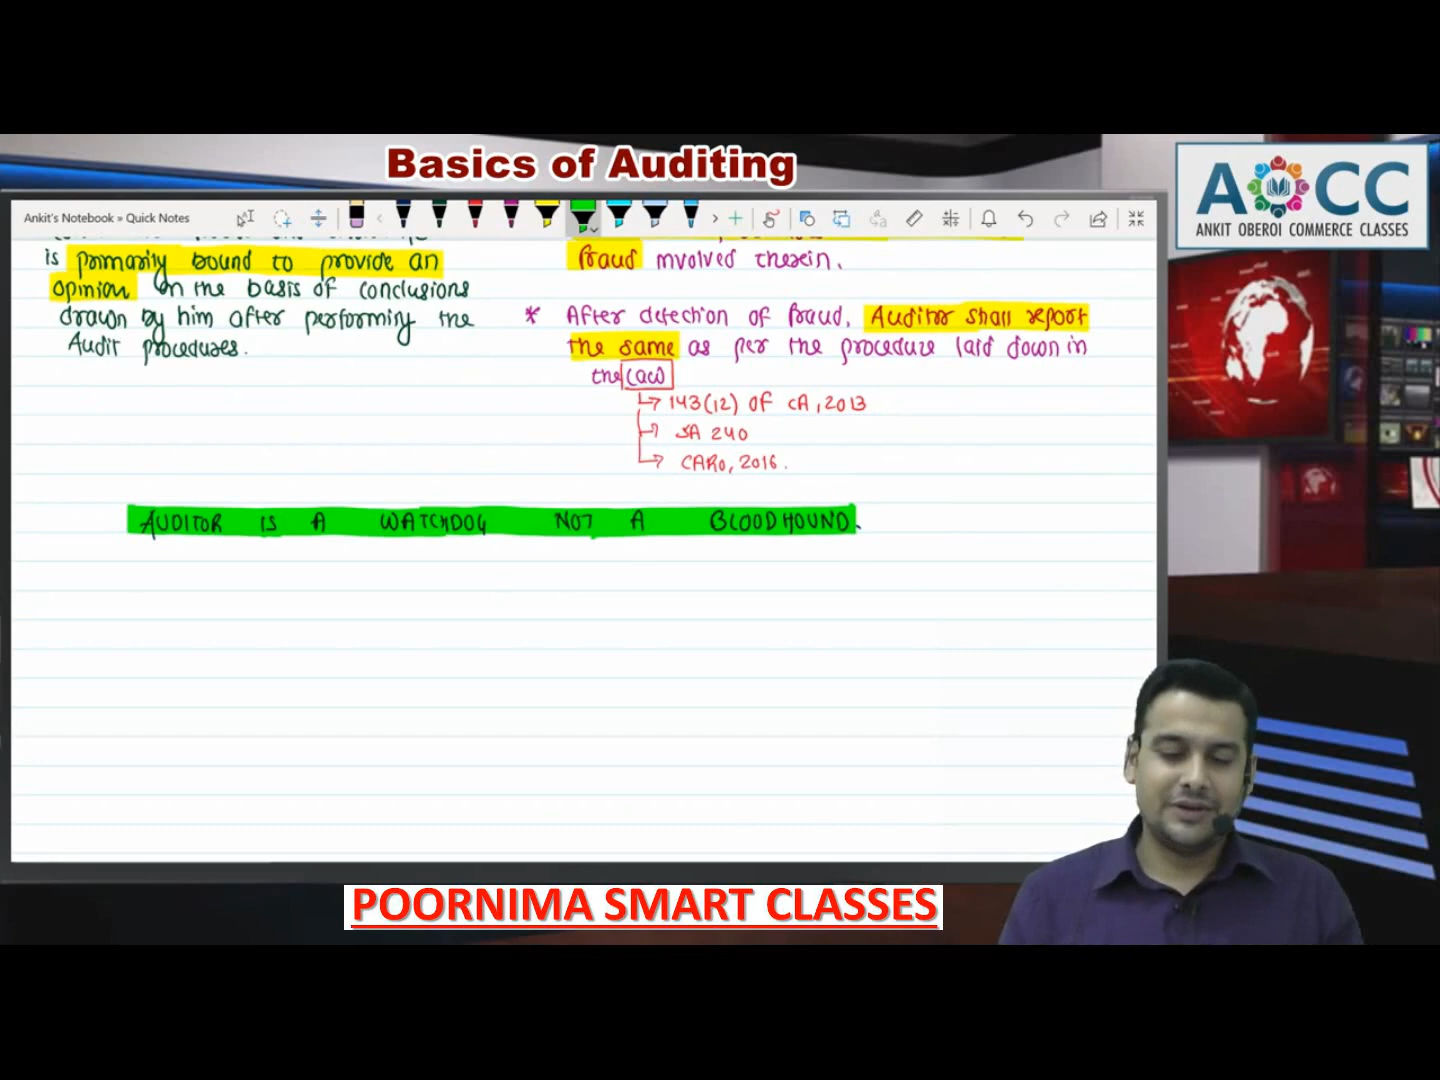 Basics of Auditing
AOCC
ANKIT OBEROI COMMERCE CLASSES
Ankit's Notebook » Quick Notes
is primarily bound to provide an
opinion on the basis of conclusions
drawn by him after performing the
Audit procedures.
fraud involved therein.
* After detection of fraud, Auditor shall report
the same as per the procedure laid down in
the law
143(12) of CA, 2013
SA 240
CARO, 2016.
AUDITOR IS A WATCHDOG NOT A BLOODHOUND.
POORNIMA SMART CLASSES